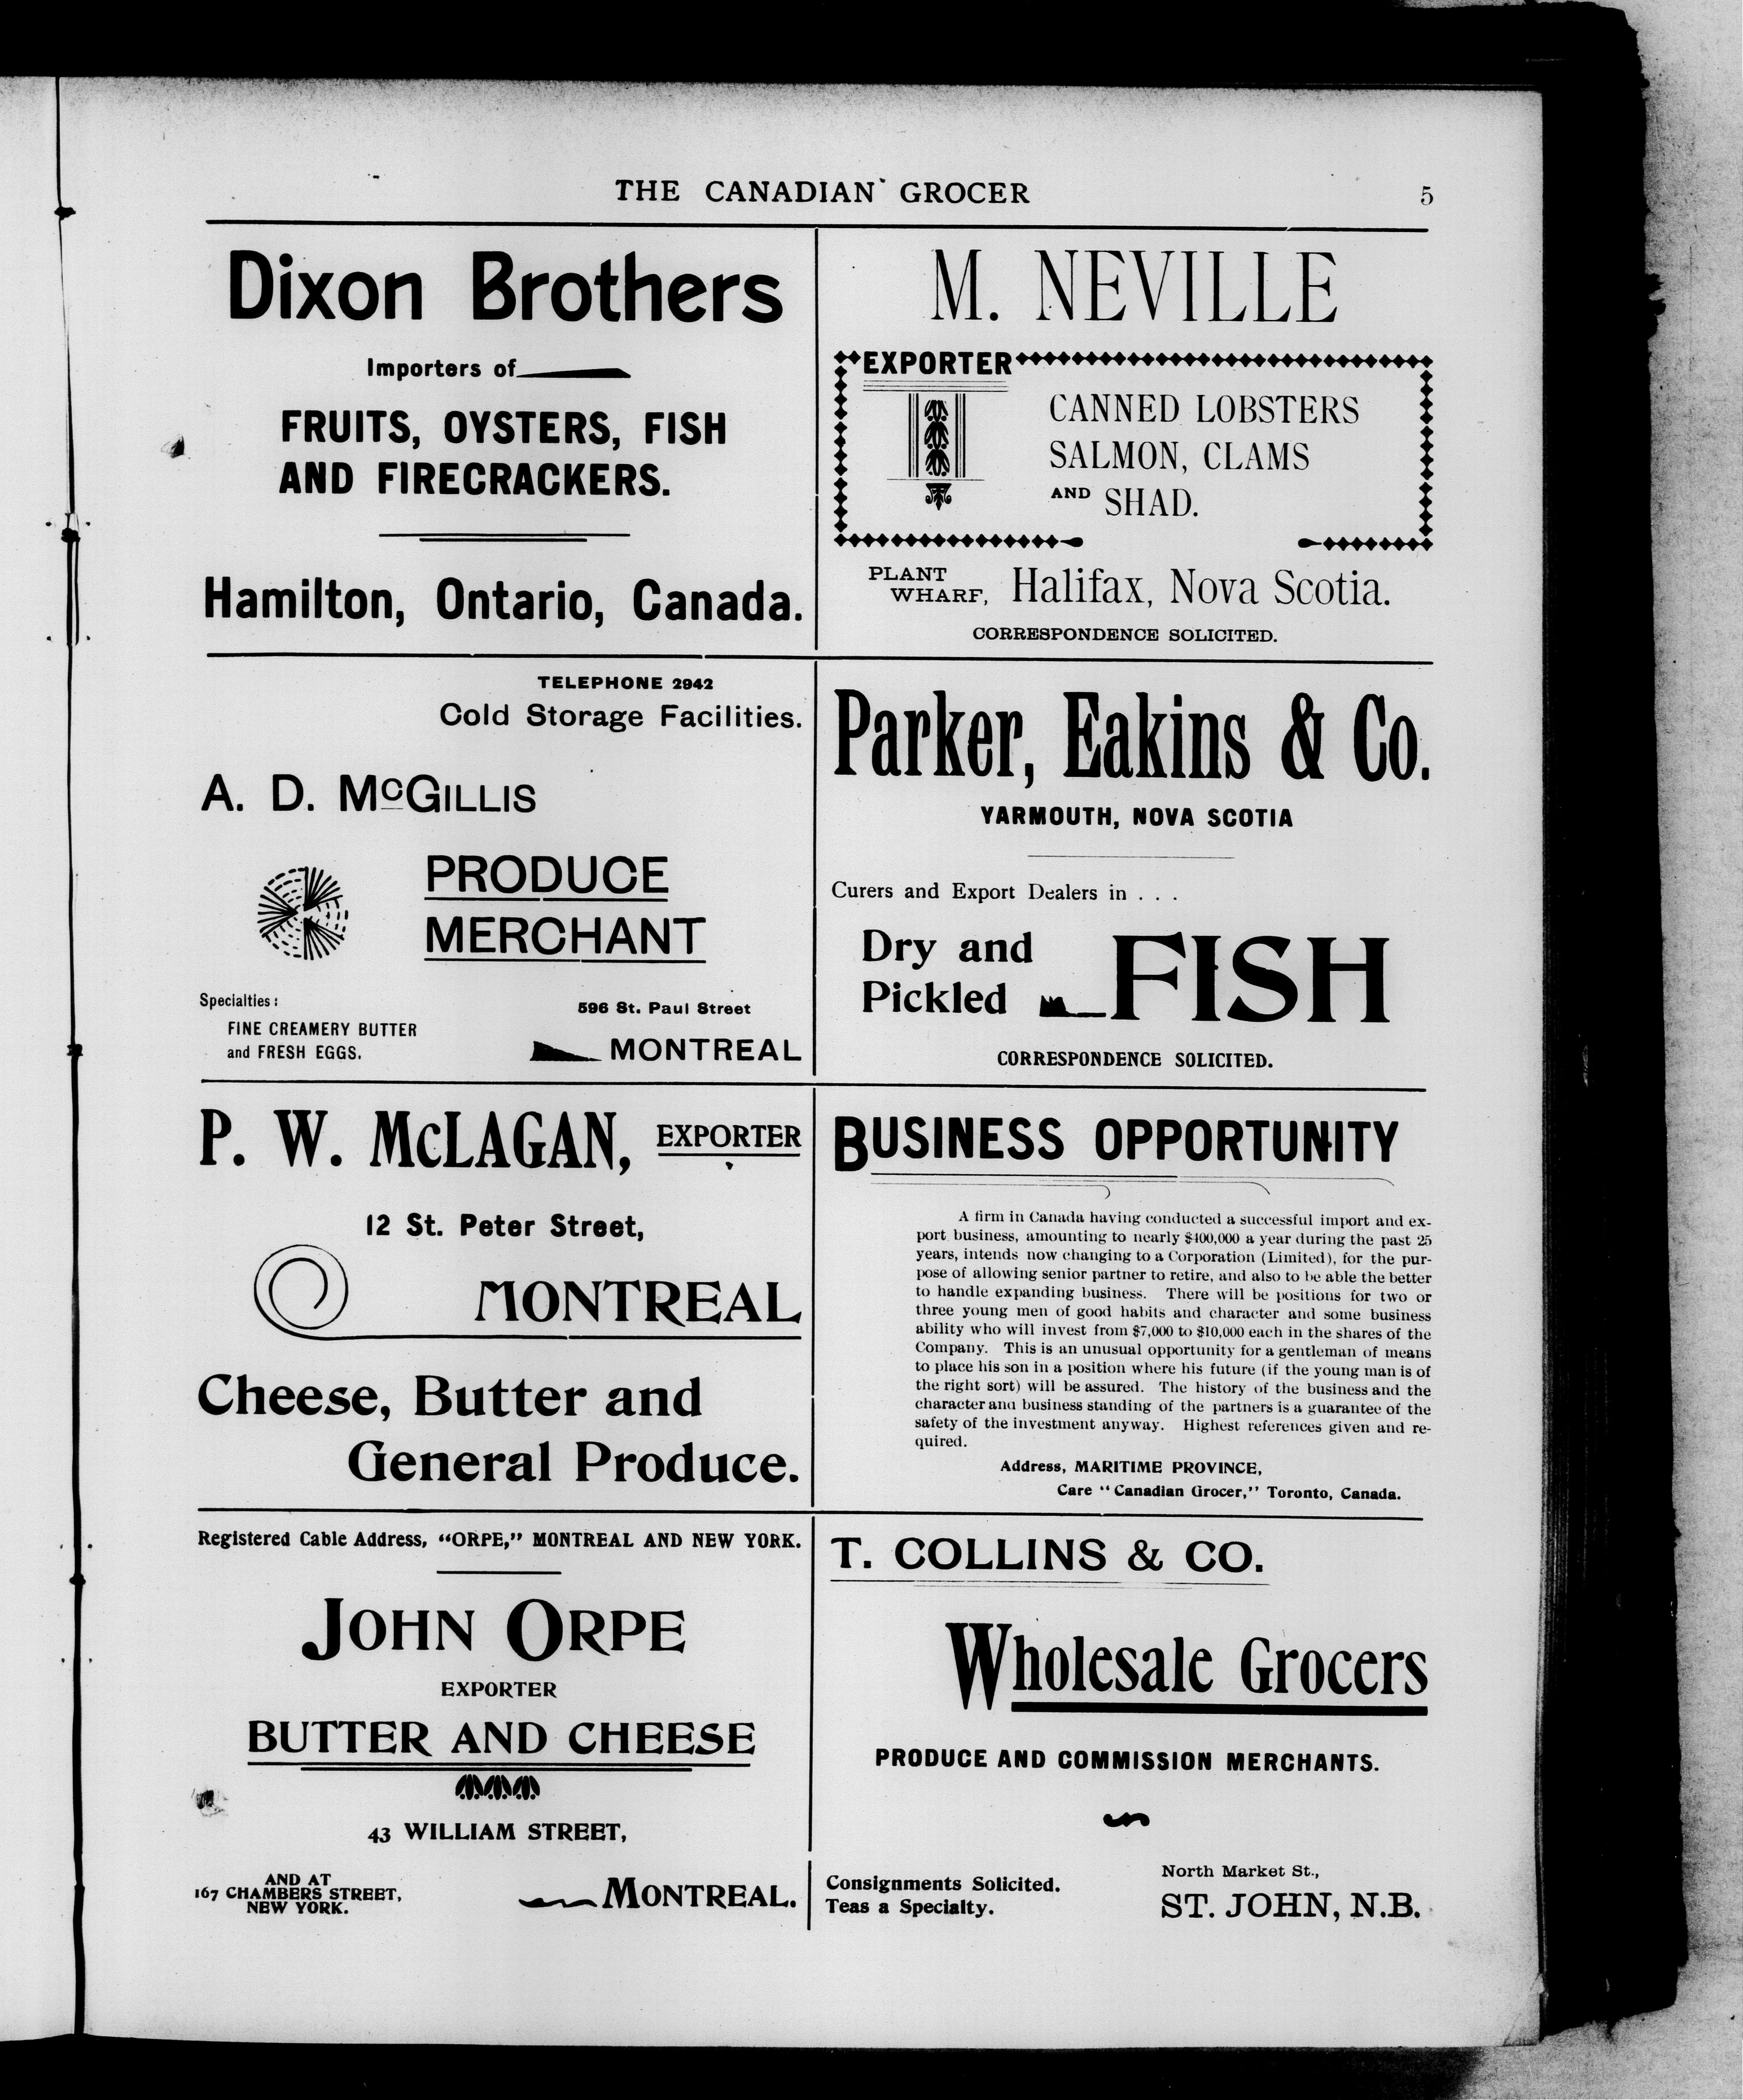 THE CANADIAN GROCER
5
Dixon Brothers
Importers of
FRUITS, OYSTERS, FISH
AND FIRECRACKERS.
Hamilton, Ontario, Canada.
M. NEVILLE
EXPORTER
CANNED LOBSTERS
SALMON, CLAMS
AND SHAD.
PLANT
WHARF, Halifax, Nova Scotia.
CORRESPONDENCE SOLICITED.
TELEPHONE 2942
Cold Storage Facilities.
A. D. McGILLIS
PRODUCE
MERCHANT
Specialties:
FINE CREAMERY BUTTER
and FRESH EGGS.
596 St. Paul Street
MONTREAL
Parker, Eakins & Co.
YARMOUTH, NOVA SCOTIA
Curers and Export Dealers in . . .
Dry and
Pickled FISH
CORRESPONDENCE SOLICITED.
P. W. McLAGAN, EXPORTER
12 St. Peter Street,
MONTREAL
Cheese, Butter and
General Produce.
BUSINESS OPPORTUNITY
A firm in Canada having conducted a successful import and ex-
port business, amounting to nearly $400,000 a year during the past 25
years, intends now changing to a Corporation (Limited), for the pur-
pose of allowing senior partner to retire, and also to be able the better
to handle expanding business. There will be positions for two or
three young men of good habits and character and some business
ability who will invest from $7,000 to $10,000 each in the shares of the
Company. This is an unusual opportunity for a gentleman of means
to place his son in a position where his future (if the young man is of
the right sort) will be assured. The history of the business and the
character and business standing of the partners is a guarantee of the
safety of the investment anyway. Highest references given and re-
quired.
Address, MARITIME PROVINCE,
Care "Canadian Grocer," Toronto, Canada.
Registered Cable Address, "ORPE," MONTREAL AND NEW YORK.
JOHN ORPE
EXPORTER
BUTTER AND CHEESE
43 WILLIAM STREET,
AND AT
167 CHAMBERS STREET,
NEW YORK.
MONTREAL.
T. COLLINS & CO.
Wholesale Grocers
PRODUCE AND COMMISSION MERCHANTS.
Consignments Solicited.
Teas a Specialty.
North Market St.,
ST. JOHN, N.B.